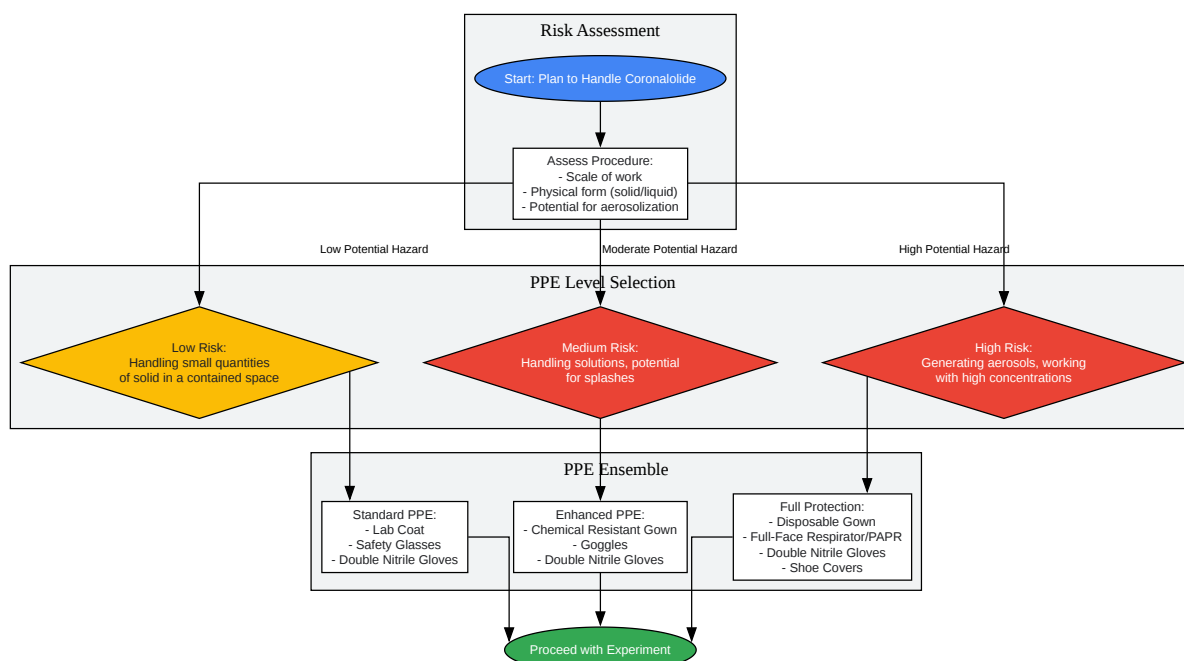 Risk Assessment
Start: Plan to Handle Coronalolide
Assess Procedure:
- Scale of work
- Physical form (solid/liquid)
- Potential for aerosolization
Low Potential Hazard
Moderate Potential Hazard
High Potential Hazard
PPE Level Selection
Low Risk:
Handling small quantities
of solid in a contained space
Medium Risk:
Handling solutions, potential
for splashes
High Risk:
Generating aerosols, working
with high concentrations
PPE Ensemble
Standard PPE:
- Lab Coat
- Safety Glasses
- Double Nitrile Gloves
Enhanced PPE:
- Chemical Resistant Gown
- Goggles
- Double Nitrile Gloves
Full Protection:
- Disposable Gown
- Full-Face Respirator/PAPR
- Double Nitrile Gloves
- Shoe Covers
Proceed with Experiment